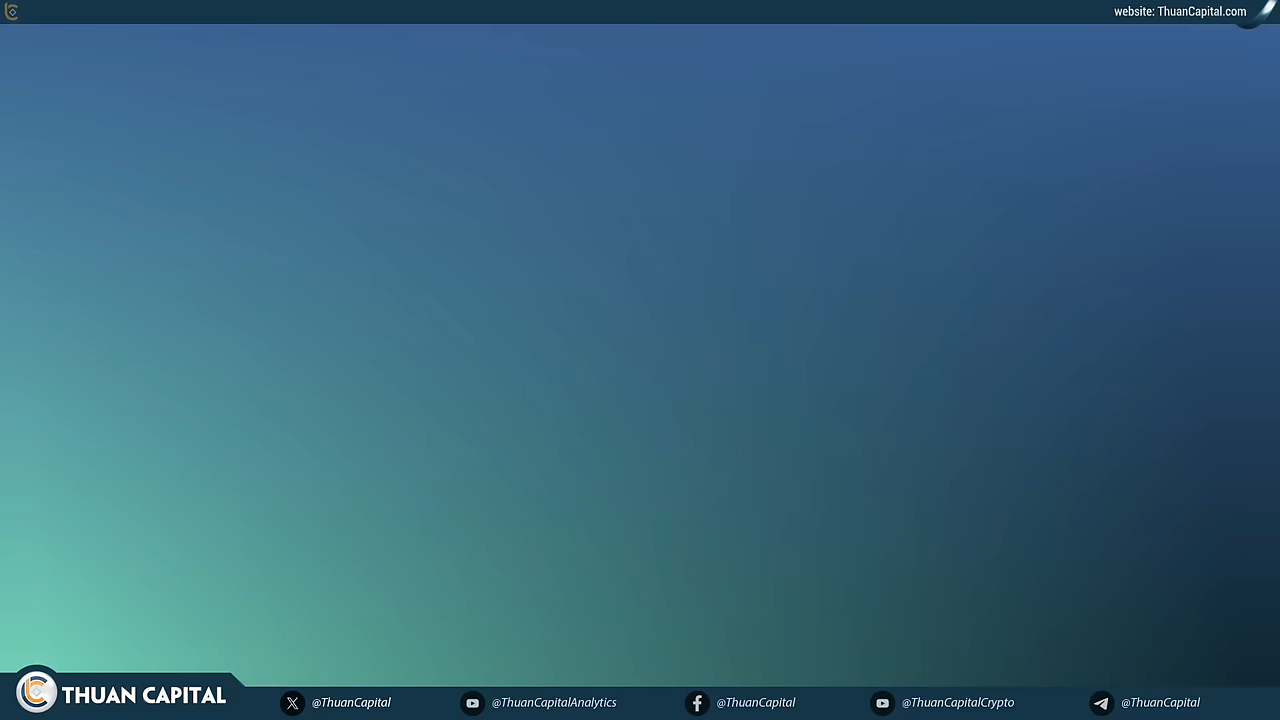 website: ThuanCapital.com
THUAN CAPITAL
@ThuanCapital
@ThuanCapitalAnalytics
@ThuanCapital
@ThuanCapitalCrypto
@ThuanCapital